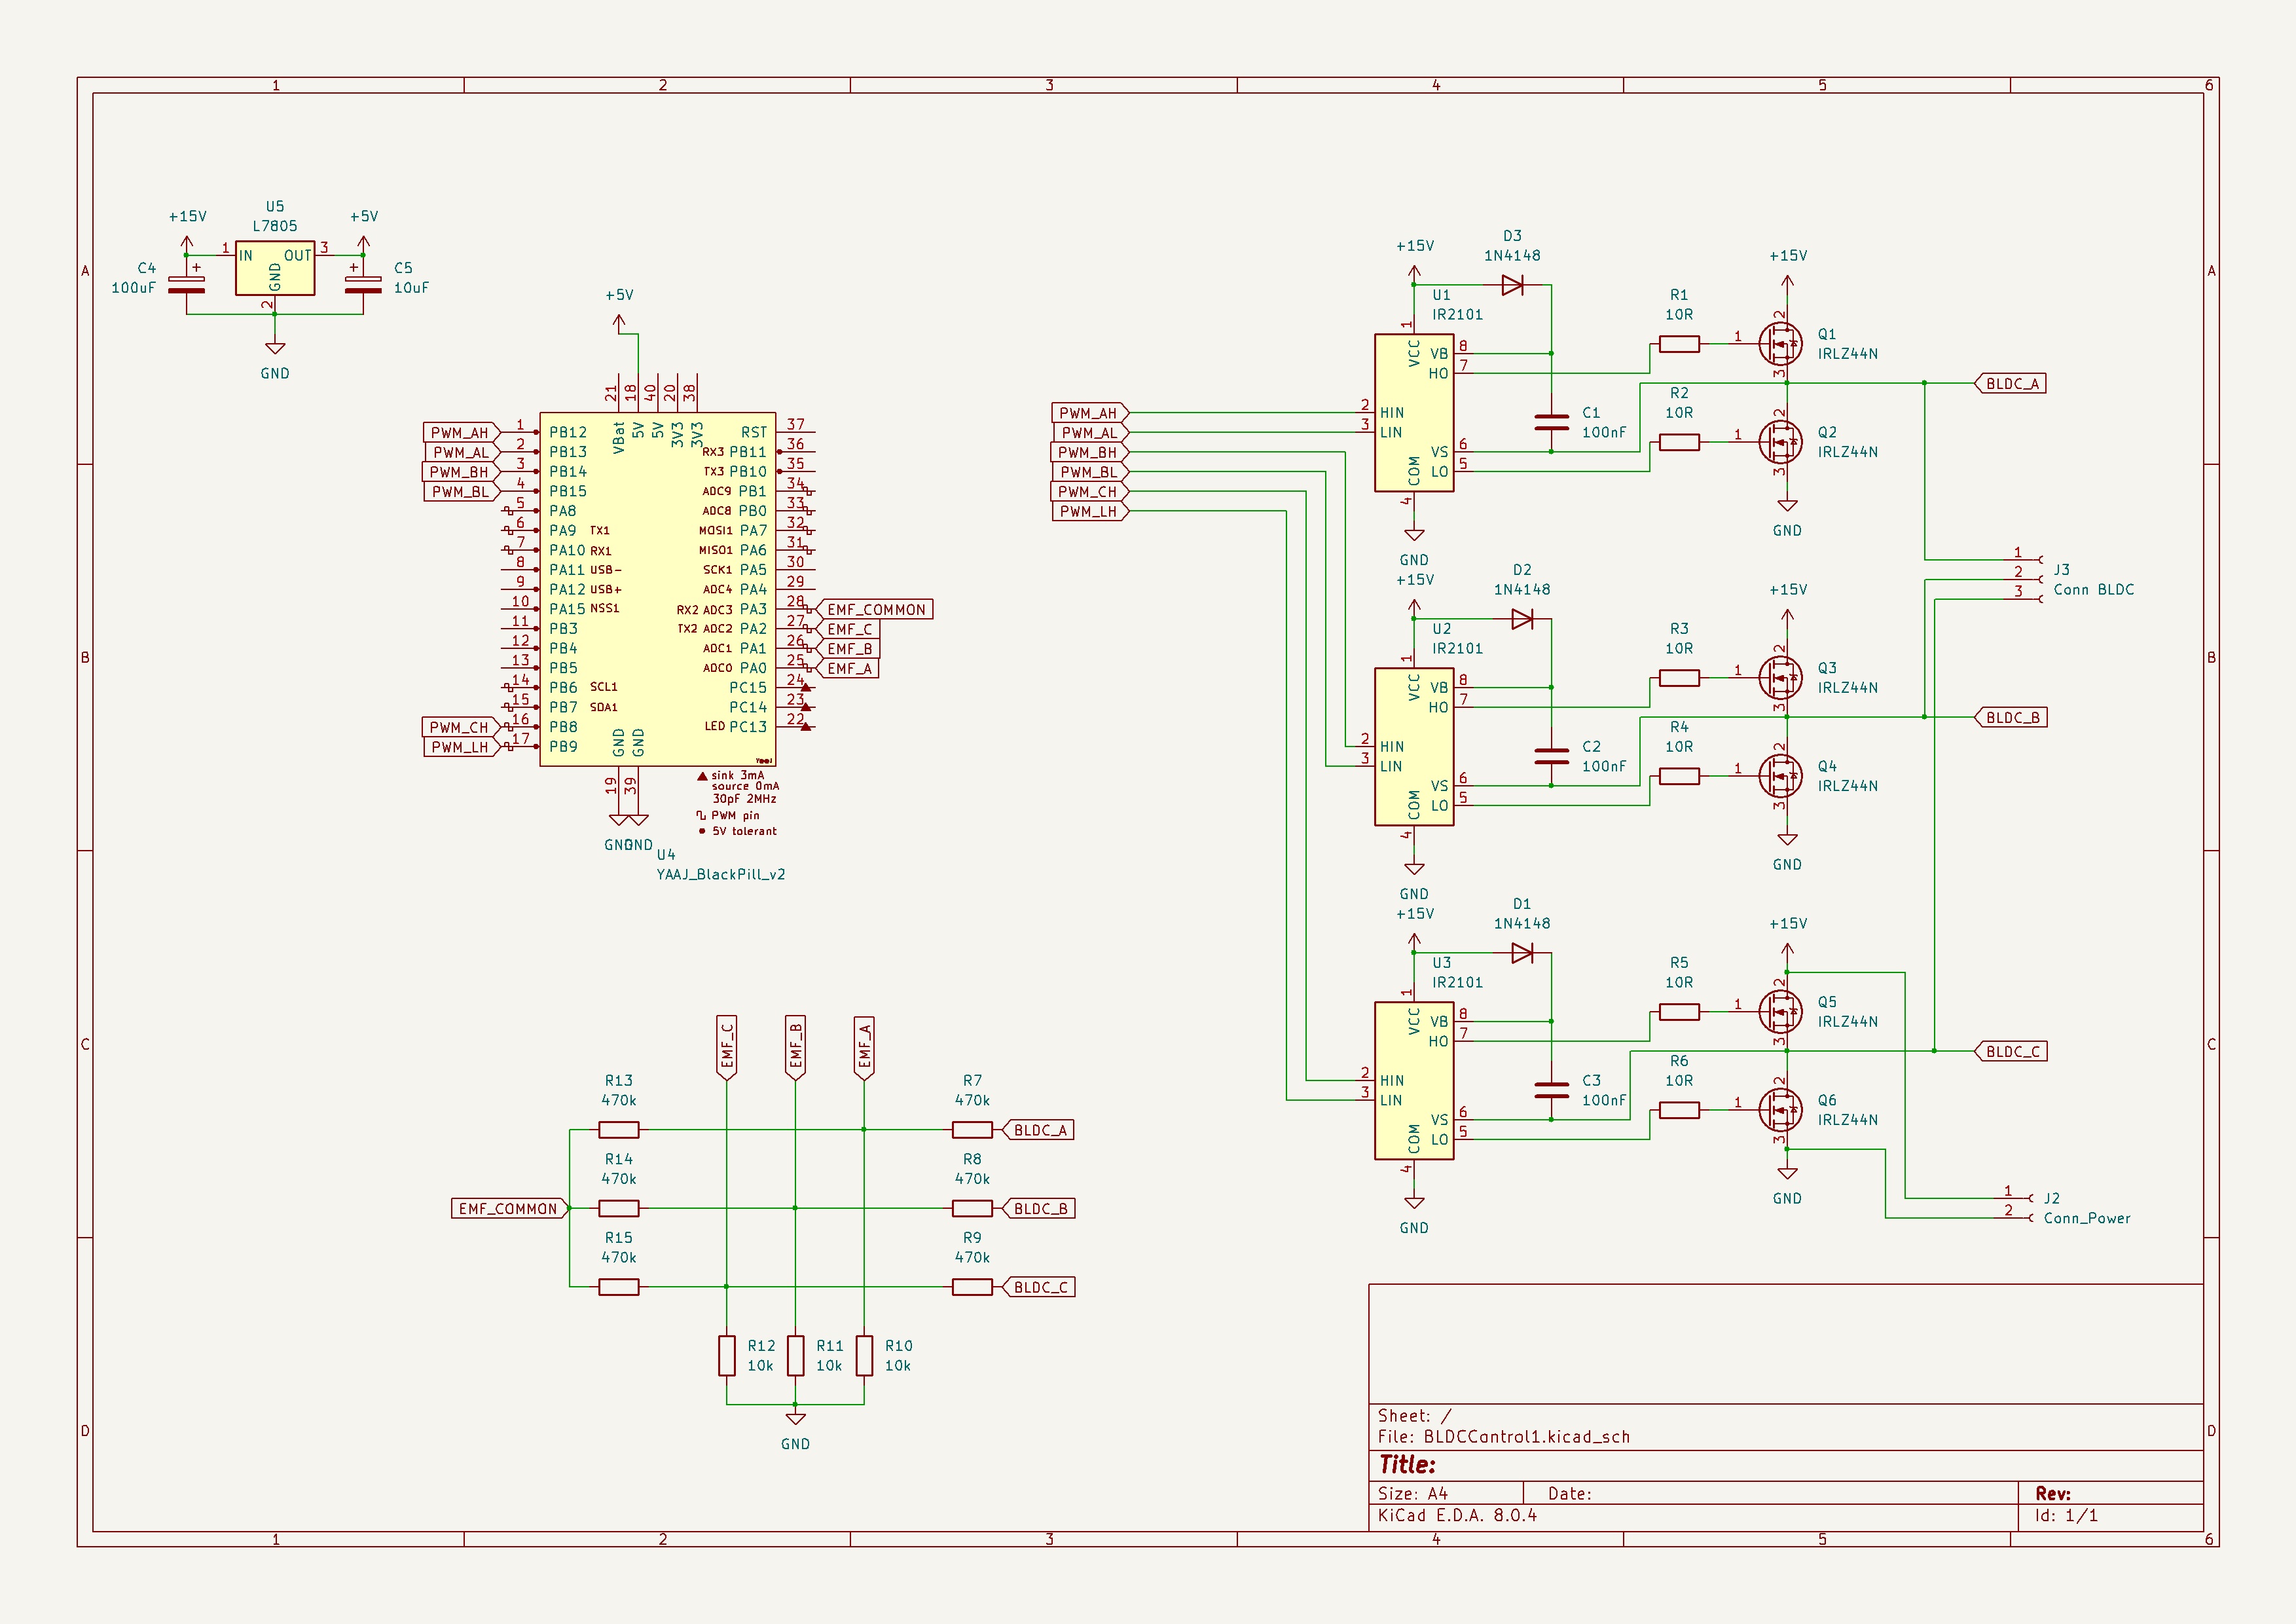 1 2 3 4 5 6
A
B
C
D
A
B
C
D
+15V
U5
L7805
+5V
1 IN OUT 3
GND
2
+
C4
100uF
+
C5
10uF
GND
+5V
21 18 40 20 38
VBat 5V 5V 3V3 3V3
PWM_AH 1 PB12
PWM_AL 2 PB13
PWM_BH 3 PB14
PWM_BL 4 PB15
5 PA8
6 PA9 TX1
7 PA10 RX1
8 PA11 USB-
9 PA12 USB+
10 PA15 NSS1
11 PB3
12 PB4
13 PB5
14 PB6 SCL1
15 PB7 SDA1
PWM_CH 16 PB8
PWM_LH 17 PB9
RST 37
RX3 PB11 36
TX3 PB10 35
ADC9 PB1 34
ADC8 PB0 33
MOSI1 PA7 32
MISO1 PA6 31
SCK1 PA5 30
ADC4 PA4 29
RX2 ADC3 PA3 28 EMF_COMMON
TX2 ADC2 PA2 27 EMF_C
ADC1 PA1 26 EMF_B
ADC0 PA0 25 EMF_A
PC15 24
PC14 23
LED PC13 22
GND GND
19 39
YAAJ
sink 3mA
source 0mA
30pF 2MHz
PWM pin
5V tolerant
GND GND
U4
YAAJ_BlackPill_v2
PWM_AH
PWM_AL
PWM_BH
PWM_BL
PWM_CH
PWM_LH
+15V
D3
1N4148
U1
IR2101
1 VCC
VB 8
HO 7
2 HIN
3 LIN
VS 6
LO 5
COM 4
GND
C1
100nF
R1
10R
R2
10R
+15V
1 2 3
Q1
IRLZ44N
1 2 3
Q2
IRLZ44N
GND
BLDC_A
+15V
D2
1N4148
U2
IR2101
1 VCC
VB 8
HO 7
2 HIN
3 LIN
VS 6
LO 5
COM 4
GND
C2
100nF
R3
10R
R4
10R
+15V
1 2 3
Q3
IRLZ44N
1 2 3
Q4
IRLZ44N
GND
BLDC_B
1
2
3
J3
Conn BLDC
+15V
D1
1N4148
U3
IR2101
1 VCC
VB 8
HO 7
2 HIN
3 LIN
VS 6
LO 5
COM 4
GND
C3
100nF
R5
10R
R6
10R
+15V
1 2 3
Q5
IRLZ44N
1 2 3
Q6
IRLZ44N
GND
BLDC_C
1
2
J2
Conn_Power
EMF_C EMF_B EMF_A
R13
470k
R7
470k
BLDC_A
R14
470k
R8
470k
EMF_COMMON
BLDC_B
R15
470k
R9
470k
BLDC_C
R12
10k
R11
10k
R10
10k
GND
Sheet: /
File: BLDCControl1.kicad_sch
Title:
Size: A4 Date: Rev:
KiCad E.D.A. 8.0.4 Id: 1/1
1 2 3 4 5 6